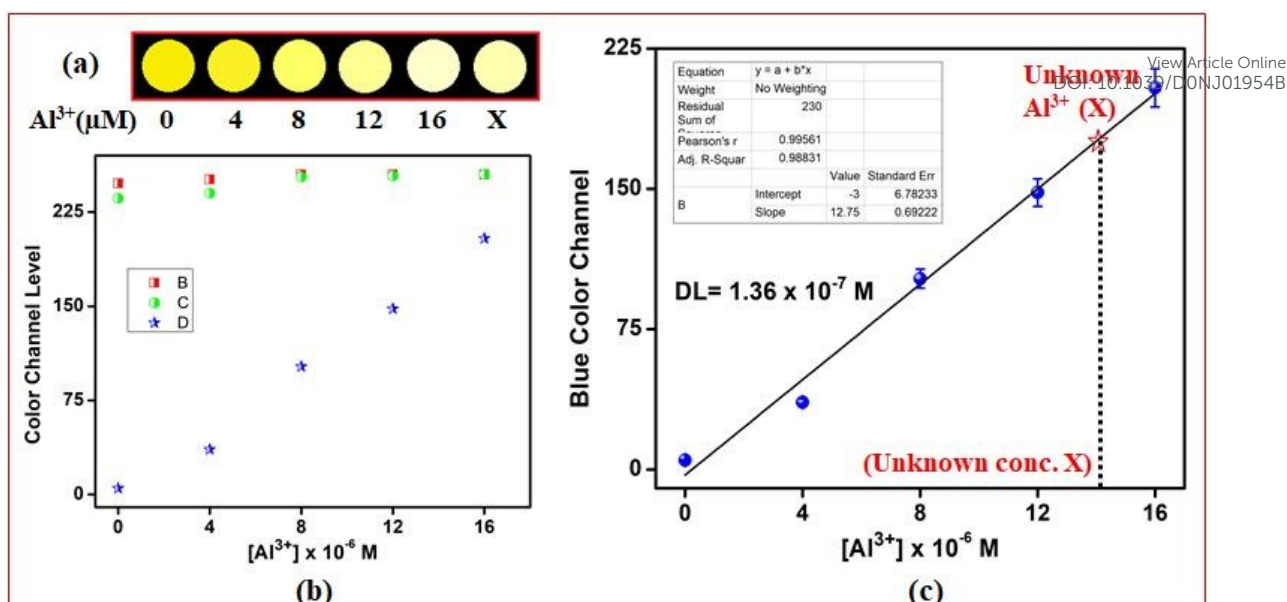 (a)
Al³⁺(μM) 0 4 8 12 16 X
Color Channel Level
225
150
75
0
B
C
D
0 4 8 12 16
[Al³⁺] x 10⁻⁶ M
(b)
Blue Color Channel
225
150
75
0
Equation y = a + b*x
Weight No Weighting
Residual 230
Sum of
Pearson's r 0.99561
Adj. R-Squar 0.98831
Value Standard Err
B Intercept -3 6.78233
Slope 12.75 0.69222
View Article Online
DOI: 10.1039/D0NJ01954B
Unknown
Al³⁺ (X)
DL= 1.36 x 10⁻⁷ M
(Unknown conc. X)
0 4 8 12 16
[Al³⁺] x 10⁻⁶ M
(c)